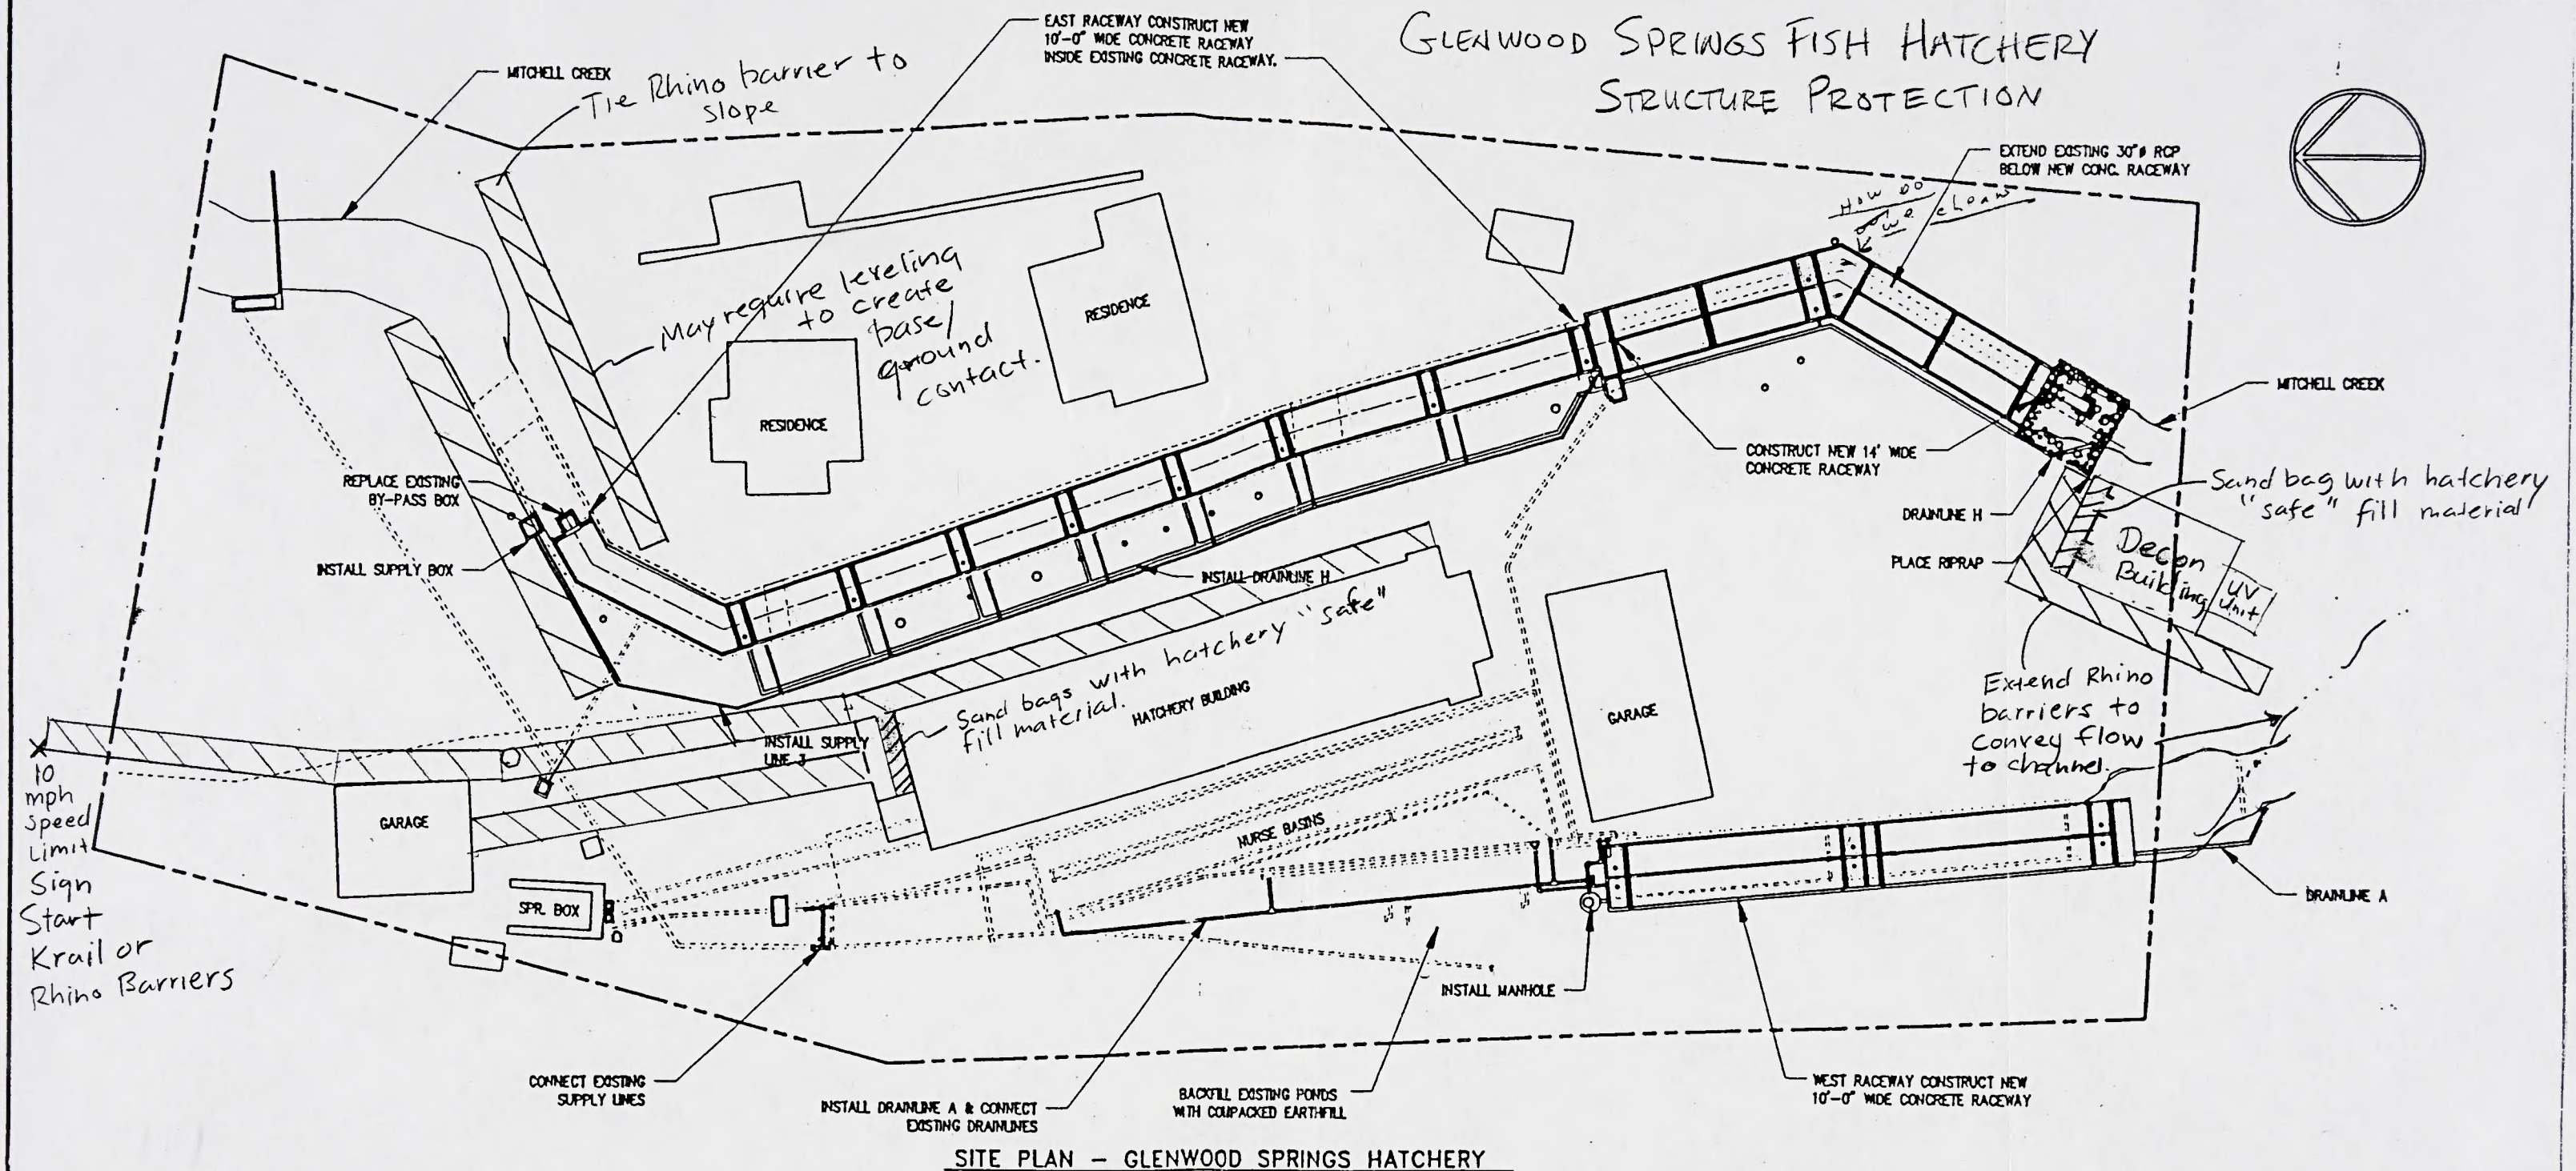 GLENWOOD SPRINGS FISH HATCHERY
STRUCTURE PROTECTION
EAST RACEWAY CONSTRUCT NEW
10'-0" WIDE CONCRETE RACEWAY
INSIDE EXISTING CONCRETE RACEWAY.
MITCHELL CREEK
Tie Rhino barrier to
slope
EXTEND EXISTING 30"Ø RCP
BELOW NEW CONC. RACEWAY
How do
we clean
May require leveling
to create
base/
ground
contact.
RESIDENCE
RESIDENCE
MITCHELL CREEK
CONSTRUCT NEW 14' WIDE
CONCRETE RACEWAY
REPLACE EXISTING
BY-PASS BOX
INSTALL SUPPLY BOX
Sand bag with hatchery
"safe" fill material
DRAINLINE H
PLACE RIPRAP
Decon
Building
UV
Unit
INSTALL DRAINLINE H
Sand bags with hatchery "safe"
fill material.
HATCHERY BUILDING
GARAGE
INSTALL SUPPLY
LINE J
Extend Rhino
barriers to
convey flow
to channel.
10
mph
Speed
Limit
Sign
Start
Krail or
Rhino Barriers
GARAGE
NURSE BASINS
SPR. BOX
DRAINLINE A
INSTALL MANHOLE
CONNECT EXISTING
SUPPLY LINES
INSTALL DRAINLINE A & CONNECT
EXISTING DRAINLINES
BACKFILL EXISTING PONDS
WITH COUPACKED EARTHFILL
WEST RACEWAY CONSTRUCT NEW
10'-0" WIDE CONCRETE RACEWAY
SITE PLAN – GLENWOOD SPRINGS HATCHERY